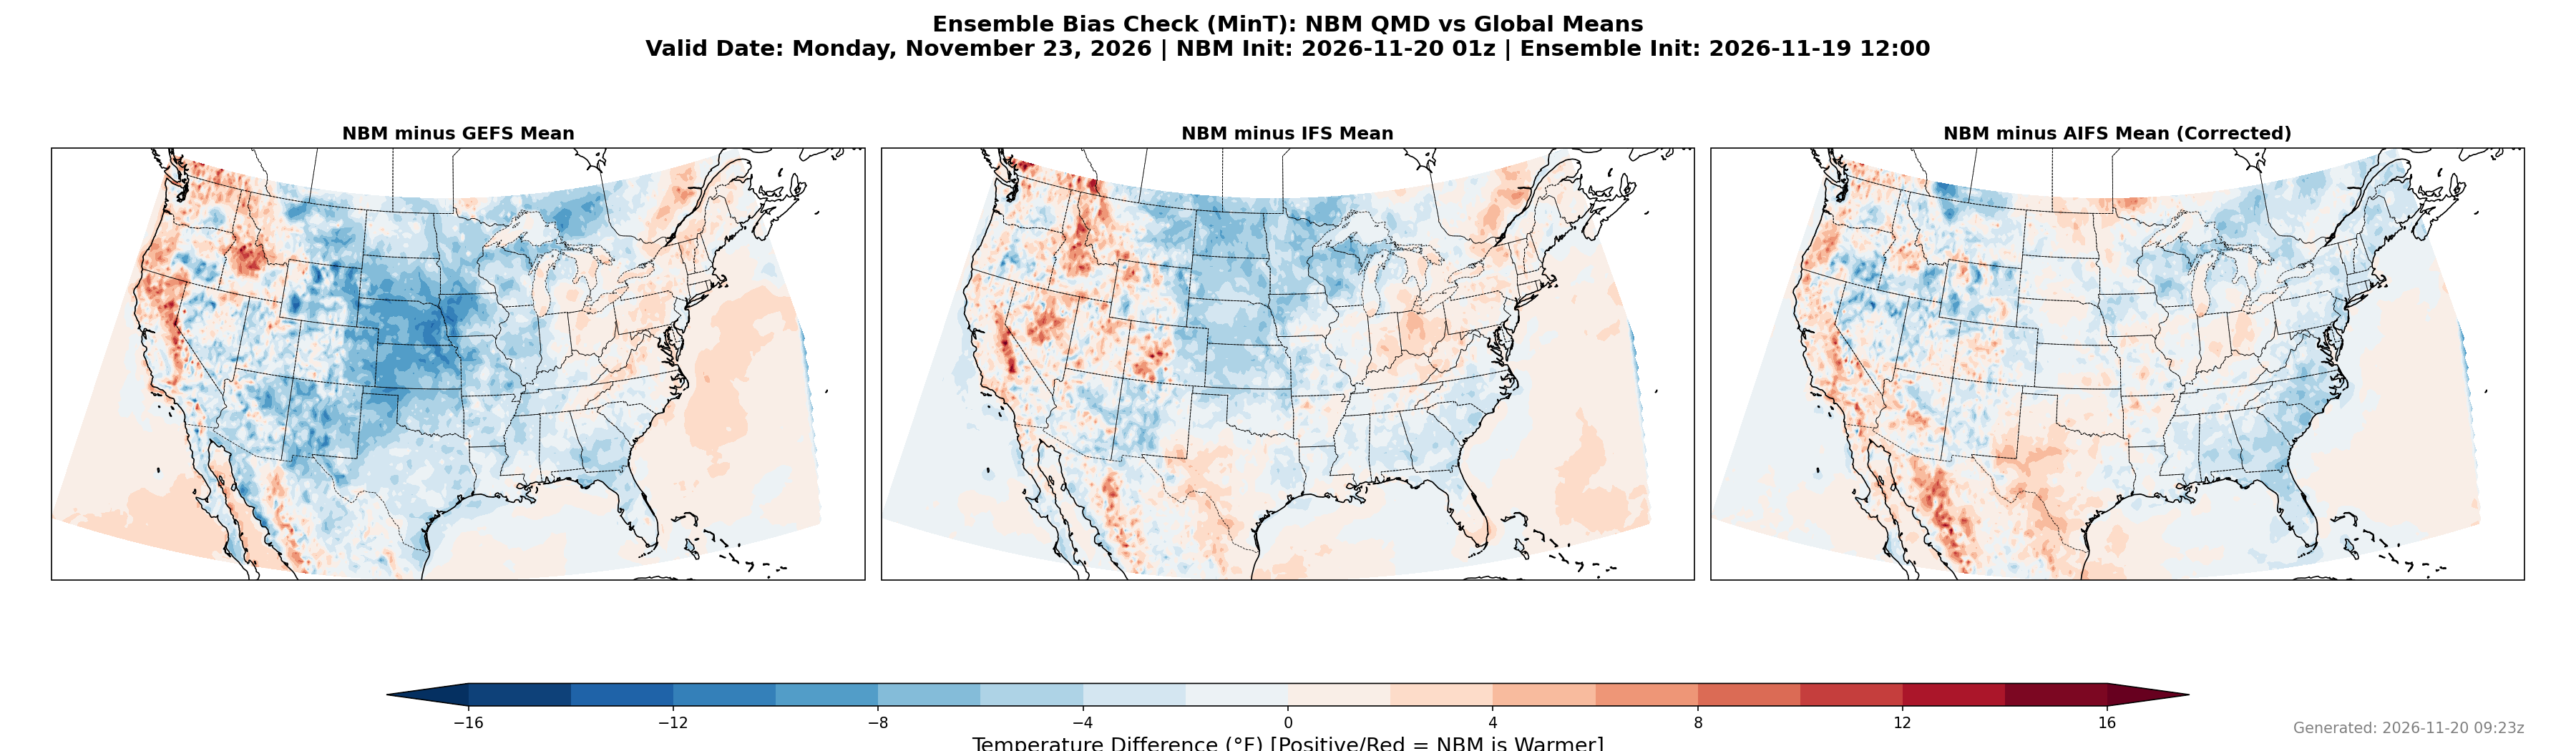 Ensemble Bias Check (MinT): NBM QMD vs Global Means
Valid Date: Monday, November 23, 2026 | NBM Init: 2026-11-20 01z | Ensemble Init: 2026-11-19 12:00
NBM minus GEFS Mean
NBM minus IFS Mean
NBM minus AIFS Mean (Corrected)
−16 −12 −8 −4 0 4 8 12 16
Temperature Difference (°F) [Positive/Red = NBM is Warmer]
Generated: 2026-11-20 09:23z